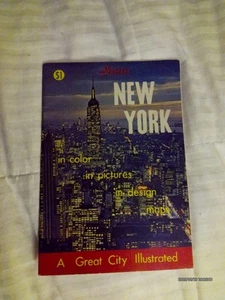 $1
NEW
YORK
in color
in pictures
in design
maps
A Great City Illustrated